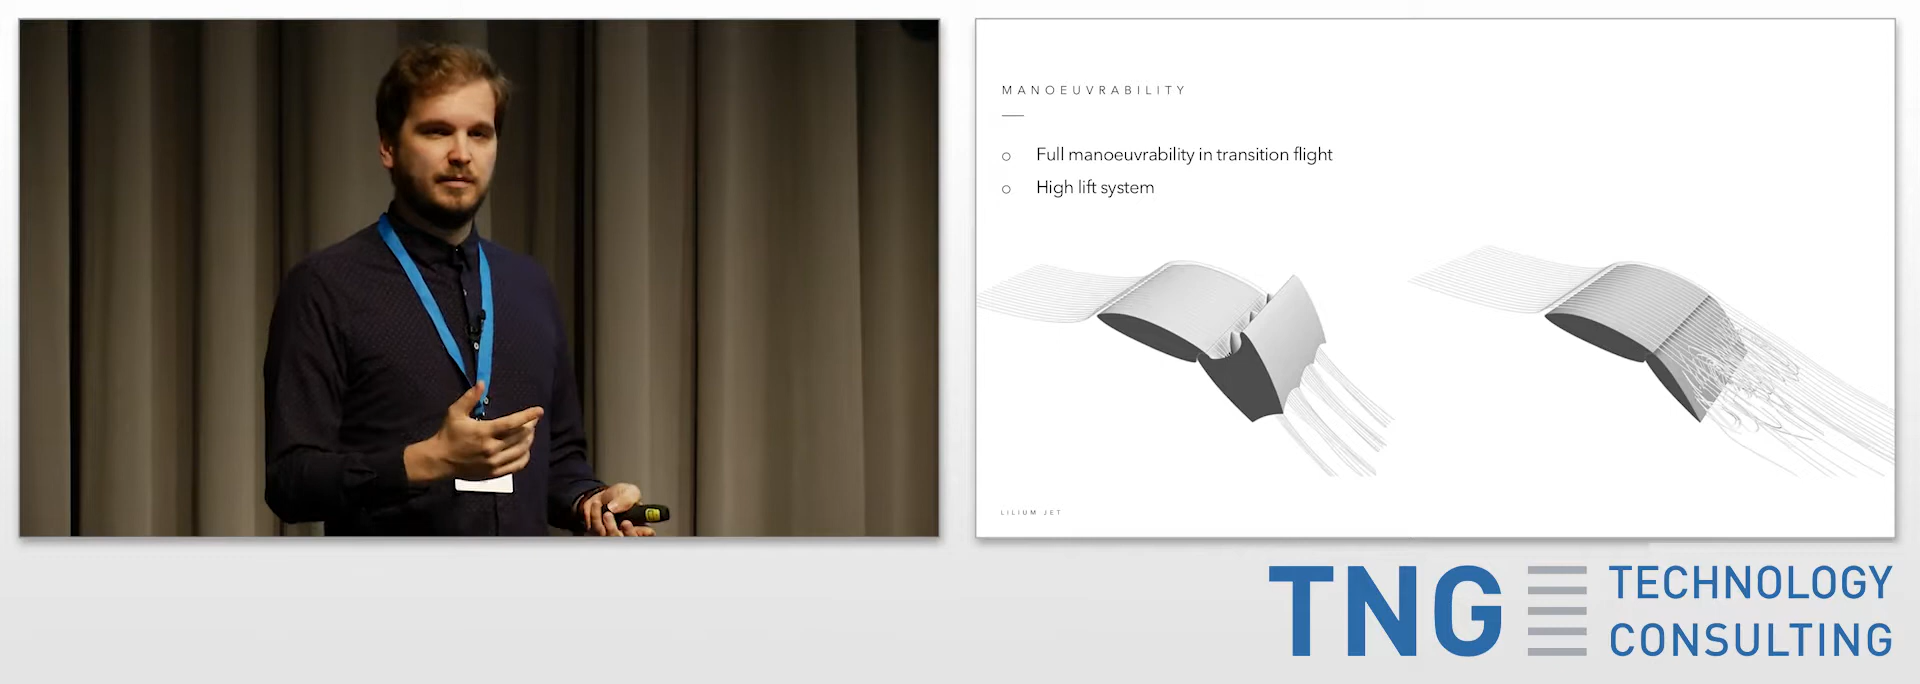 MANOEUVRABILITY
Full manoeuvrability in transition flight
High lift system
LILIUM JET
TNG TECHNOLOGY
CONSULTING